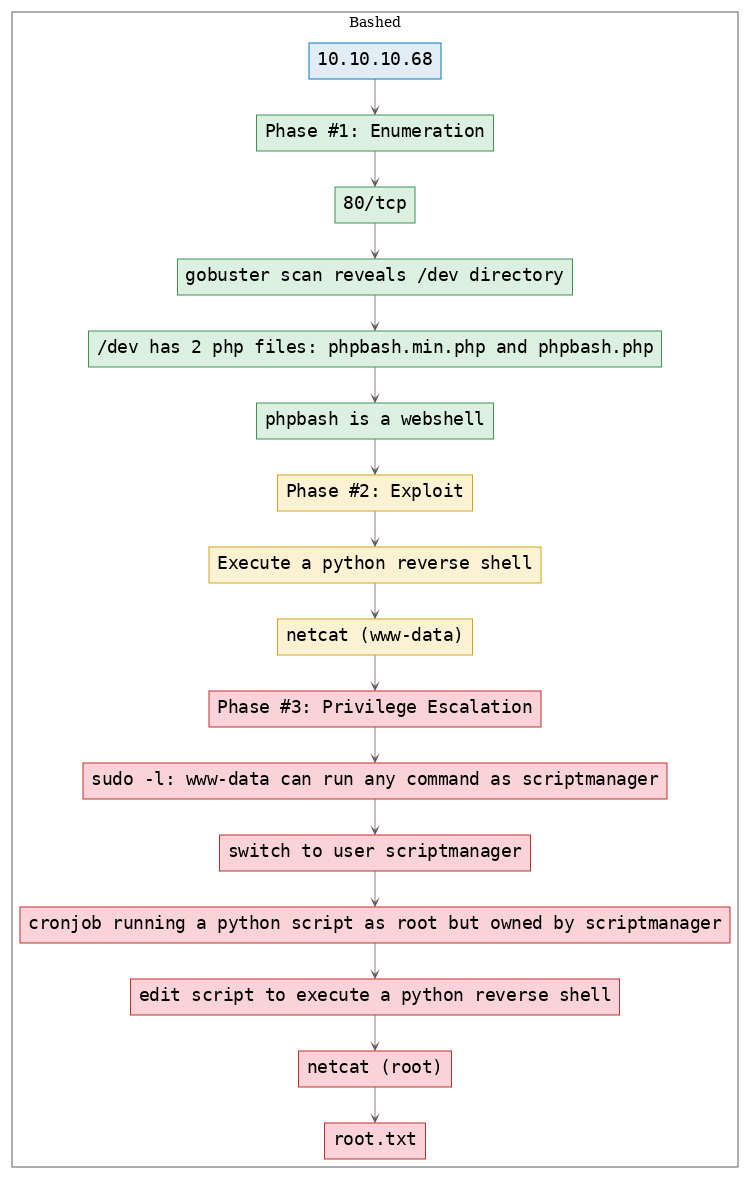 Bashed
10.10.10.68
Phase #1: Enumeration
80/tcp
gobuster scan reveals /dev directory
/dev has 2 php files: phpbash.min.php and phpbash.php
phpbash is a webshell
Phase #2: Exploit
Execute a python reverse shell
netcat (www-data)
Phase #3: Privilege Escalation
sudo -l: www-data can run any command as scriptmanager
switch to user scriptmanager
cronjob running a python script as root but owned by scriptmanager
edit script to execute a python reverse shell
netcat (root)
root.txt